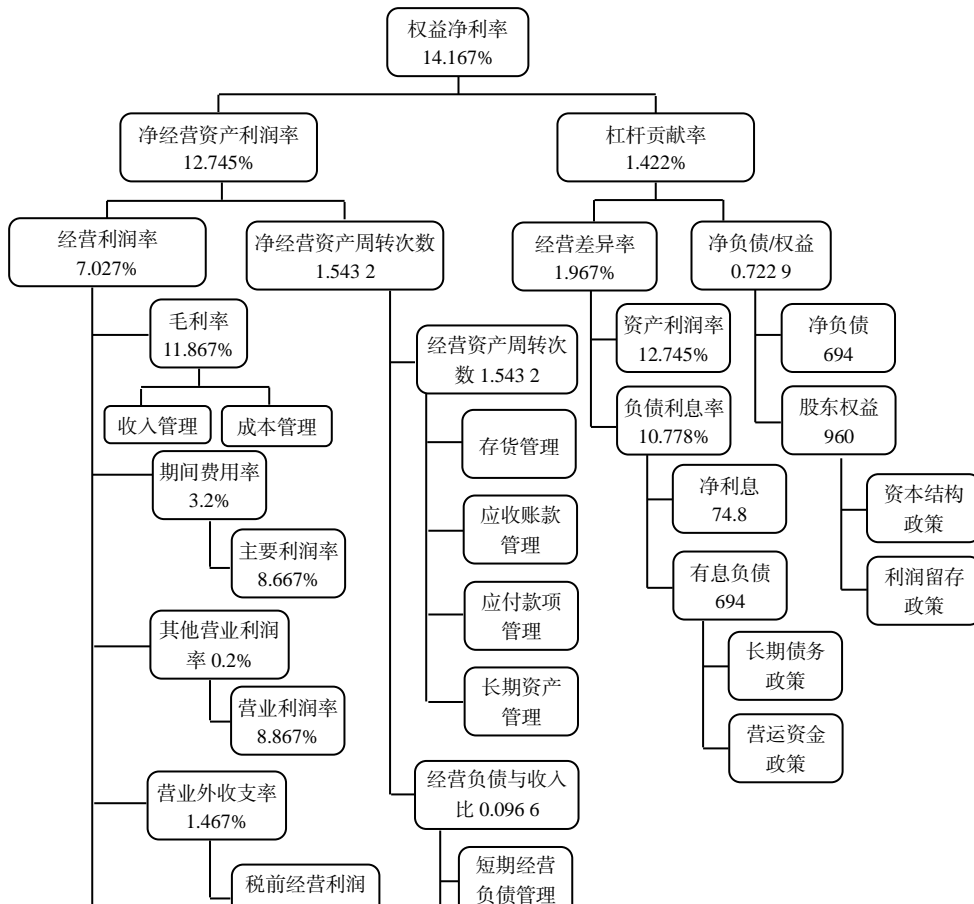 权益净利率
14.167%
净经营资产利润率
12.745%
杠杆贡献率
1.422%
经营利润率
7.027%
净经营资产周转次数
1.543 2
经营差异率
1.967%
净负债/权益
0.722 9
毛利率
11.867%
收入管理
成本管理
期间费用率
3.2%
主要利润率
8.667%
其他营业利润
率 0.2%
营业利润率
8.867%
营业外收支率
1.467%
税前经营利润
经营资产周转次
数 1.543 2
存货管理
应收账款
管理
应付款项
管理
长期资产
管理
经营负债与收入
比 0.096 6
短期经营
负债管理
资产利润率
12.745%
负债利息率
10.778%
净利息
74.8
有息负债
694
长期债务
政策
营运资金
政策
净负债
694
股东权益
960
资本结构
政策
利润留存
政策